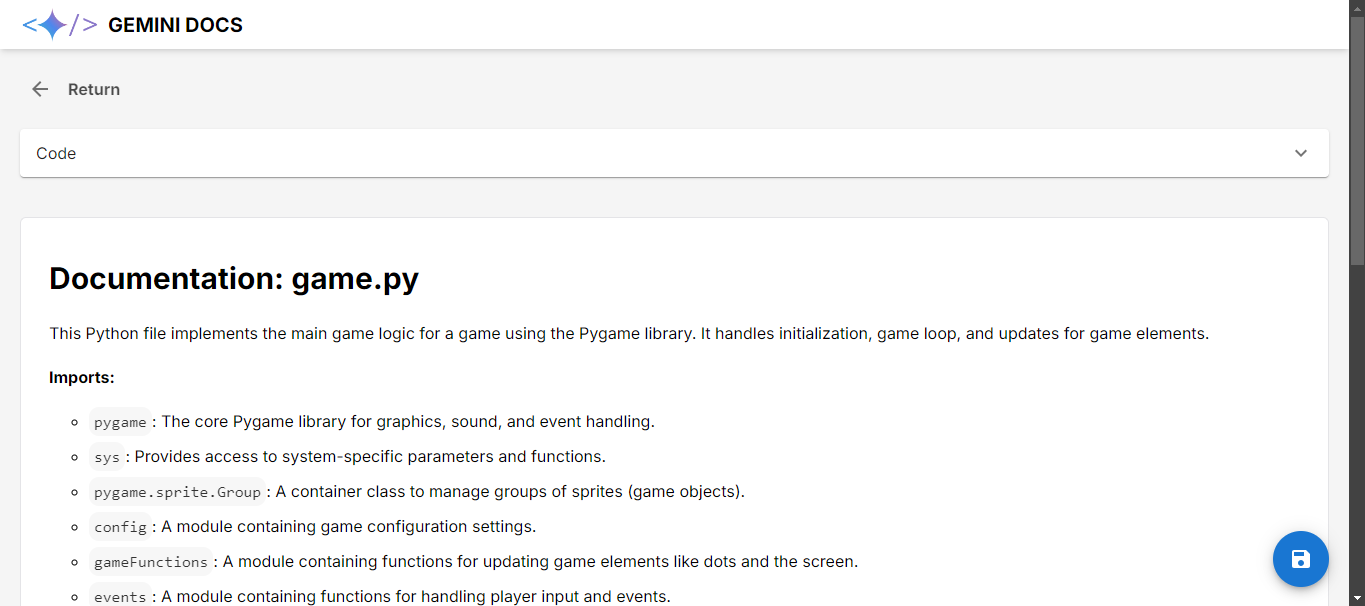 GEMINI DOCS
Return
Code
Documentation: game.py
This Python file implements the main game logic for a game using the Pygame library. It handles initialization, game loop, and updates for game elements.
Imports:
pygame: The core Pygame library for graphics, sound, and event handling.
sys: Provides access to system-specific parameters and functions.
pygame.sprite.Group: A container class to manage groups of sprites (game objects).
config: A module containing game configuration settings.
gameFunctions: A module containing functions for updating game elements like dots and the screen.
events: A module containing functions for handling player input and events.